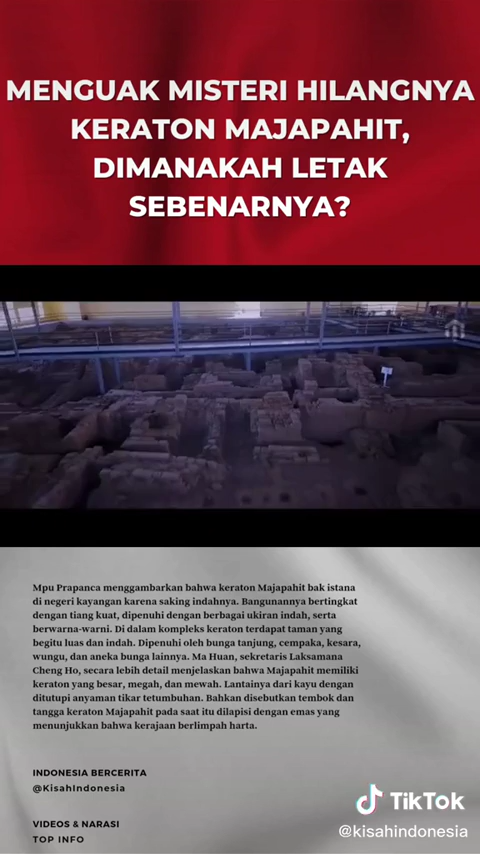 MENGUAK MISTERI HILANGNYA
KERATON MAJAPAHIT,
DIMANAKAH LETAK
SEBENARNYA?
Mpu Prapanca menggambarkan bahwa keraton Majapahit bak istana
di negeri kayangan karena saking indahnya. Bangunannya bertingkat
dengan tiang kuat, dipenuhi dengan berbagai ukiran indah, serta
berwarna-warni. Di dalam kompleks keraton terdapat taman yang
begitu luas dan indah. Dipenuhi oleh bunga tanjung, cempaka, kesara,
wungu, dan aneka bunga lainnya. Ma Huan, sekretaris Laksamana
Cheng Ho, secara lebih detail menjelaskan bahwa Majapahit memiliki
keraton yang besar, megah, dan mewah. Lantainya dari kayu dengan
ditutupi anyaman tikar tetumbuhan. Bahkan disebutkan tembok dan
tangga keraton Majapahit pada saat itu dilapisi dengan emas yang
menunjukkan bahwa kerajaan berlimpah harta.
INDONESIA BERCERITA
@KisahIndonesia
VIDEOS & NARASI
TOP INFO
TikTok
@kisahindonesia